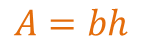 A = bh